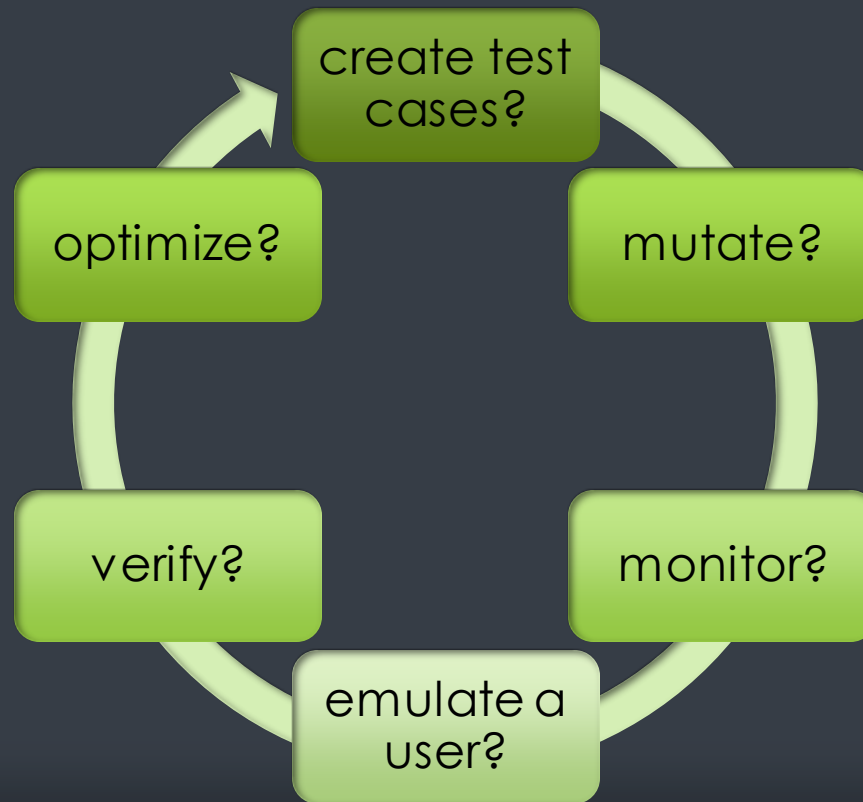 create test
cases?
mutate?
monitor?
emulate a
user?
verify?
optimize?